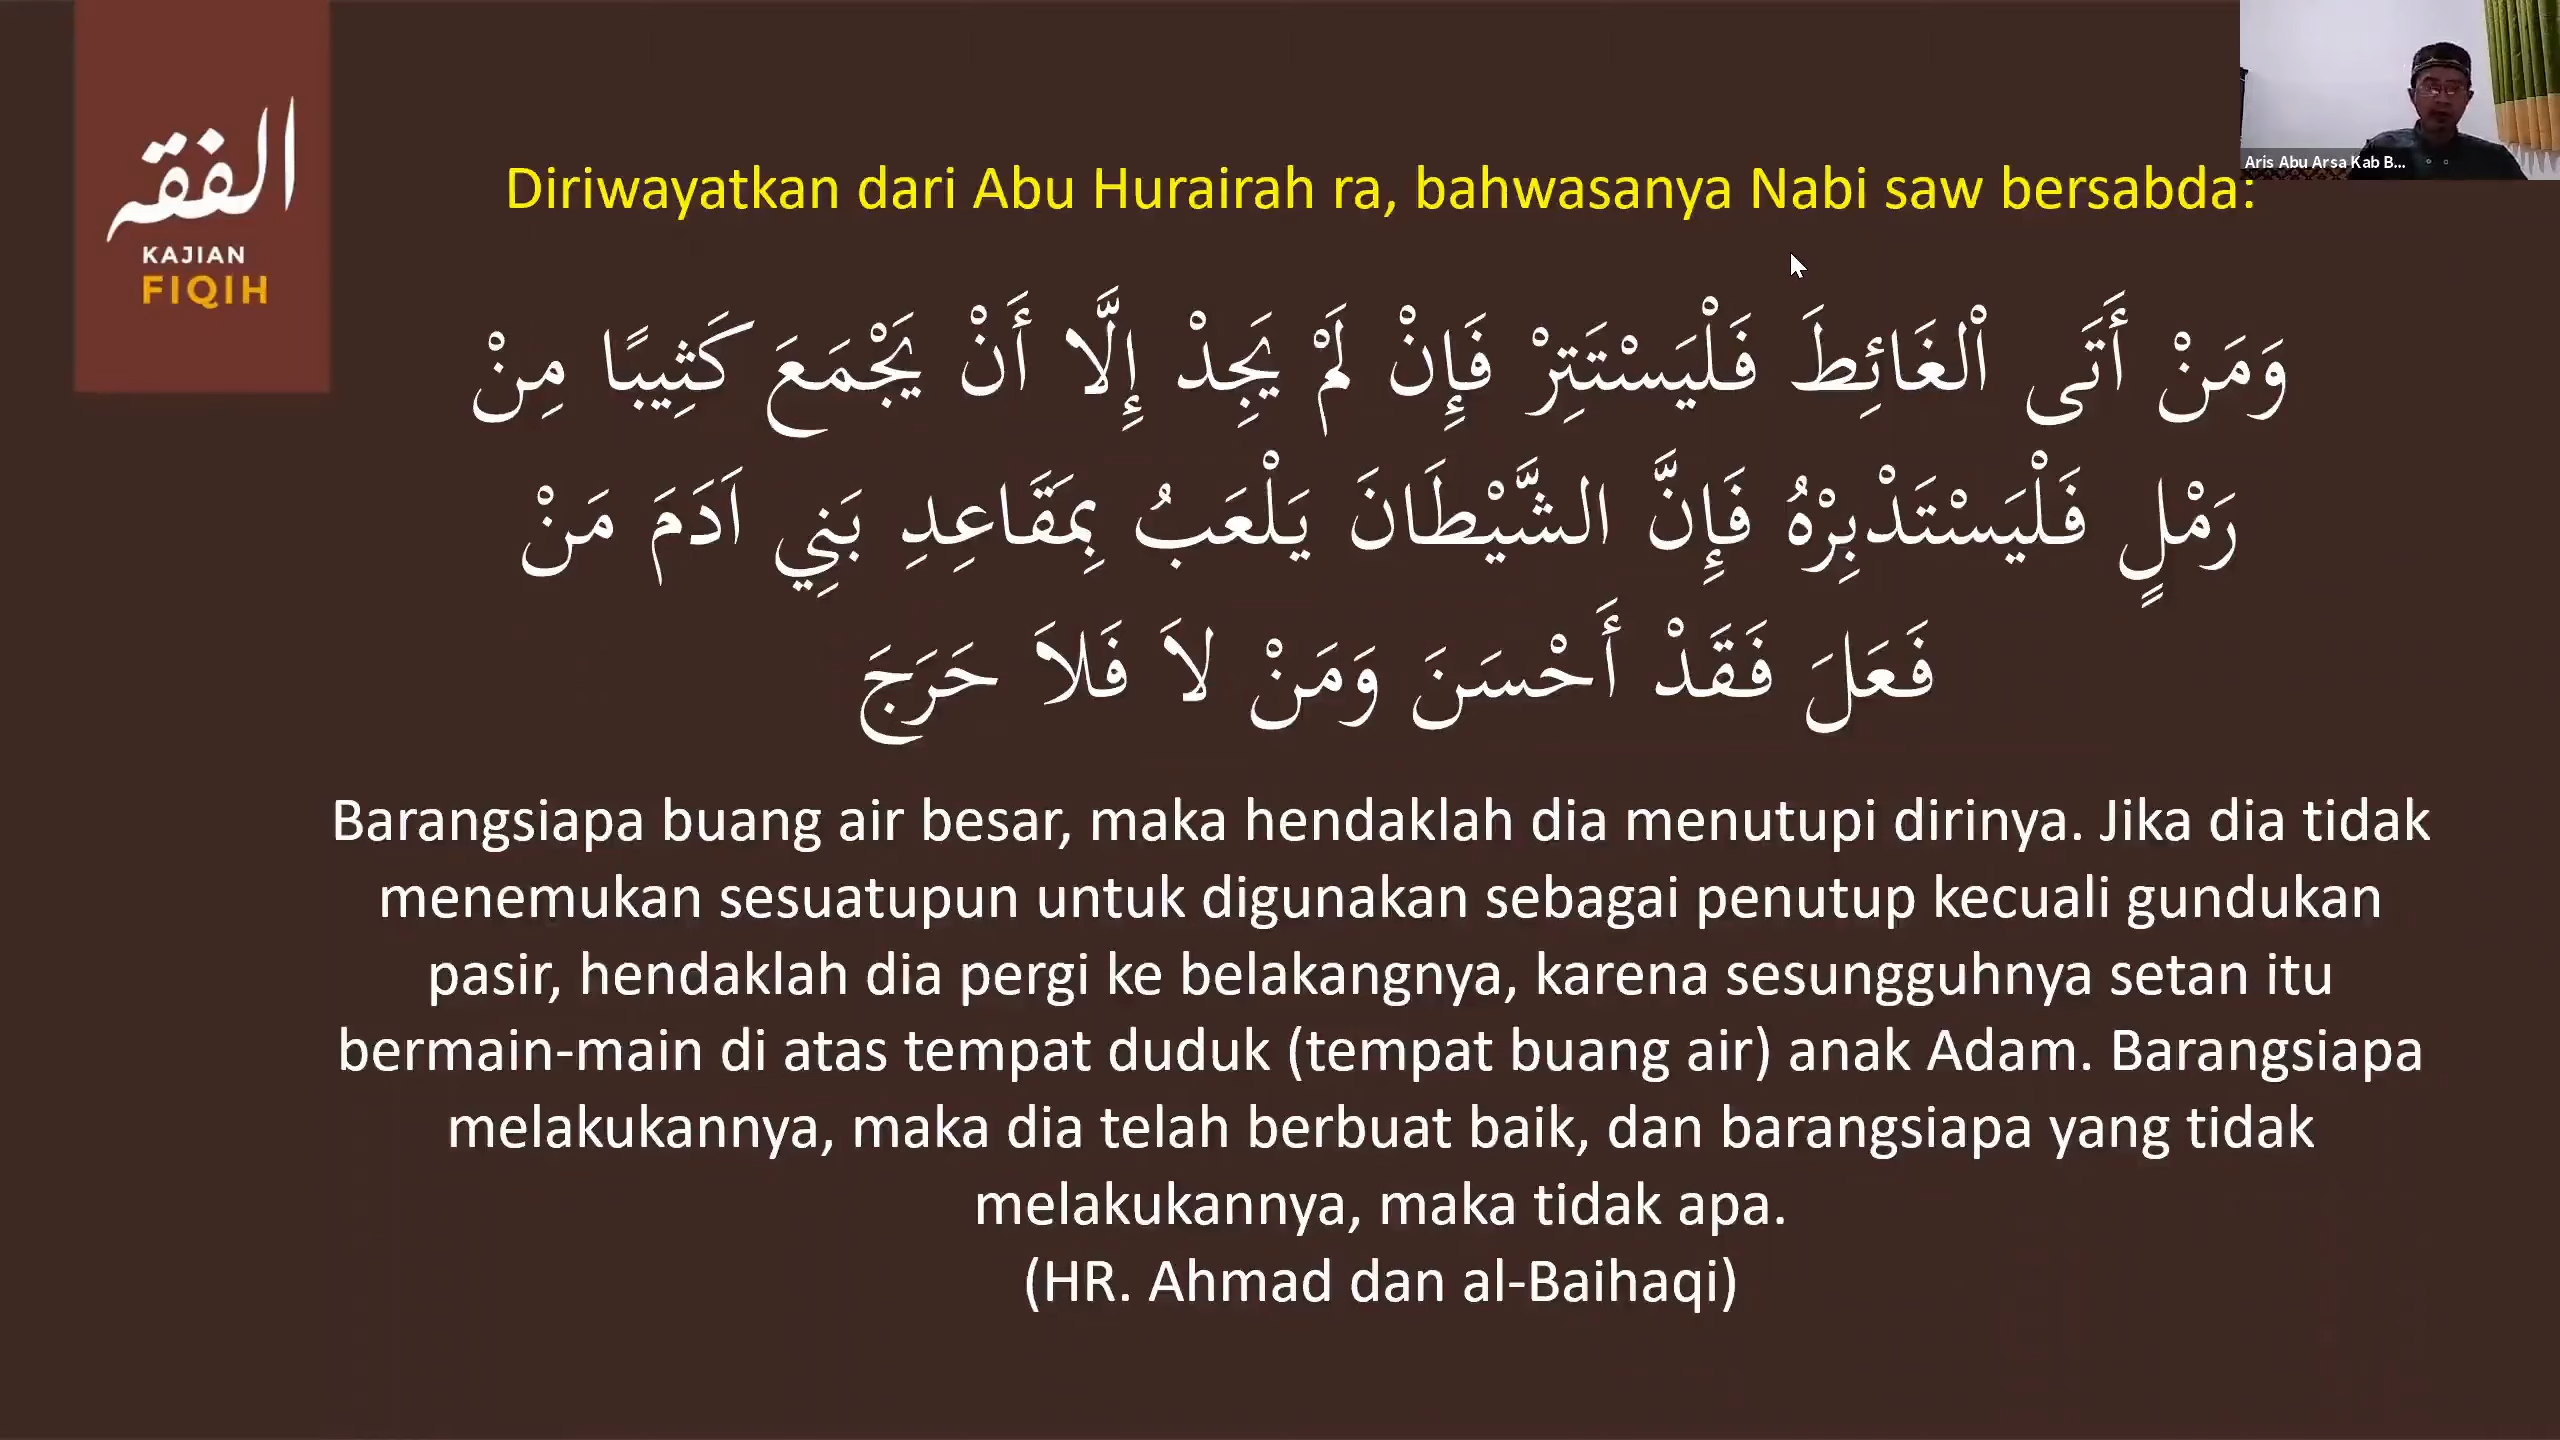 الفقه
KAJIAN
FIQIH
Aris Abu Arsa Kab B...
Diriwayatkan dari Abu Hurairah ra, bahwasanya Nabi saw bersabda:
وَمَنْ أَتَى الْغَائِطَ فَلْيَسْتَتِرْ فَإِنْ لَمْ يَجِدْ إِلَّا أَنْ يَجْمَعَ كَثِيبًا مِنْ
رَمْلٍ فَلْيَسْتَدْبِرْهُ فَإِنَّ الشَّيْطَانَ يَلْعَبُ بِمَقَاعِدِ بَنِي اَدَمَ مَنْ
فَعَلَ فَقَدْ أَحْسَنَ وَمَنْ لاَ فَلاَ حَرَجَ
Barangsiapa buang air besar, maka hendaklah dia menutupi dirinya. Jika dia tidak
menemukan sesuatupun untuk digunakan sebagai penutup kecuali gundukan
pasir, hendaklah dia pergi ke belakangnya, karena sesungguhnya setan itu
bermain-main di atas tempat duduk (tempat buang air) anak Adam. Barangsiapa
melakukannya, maka dia telah berbuat baik, dan barangsiapa yang tidak
melakukannya, maka tidak apa.
(HR. Ahmad dan al-Baihaqi)